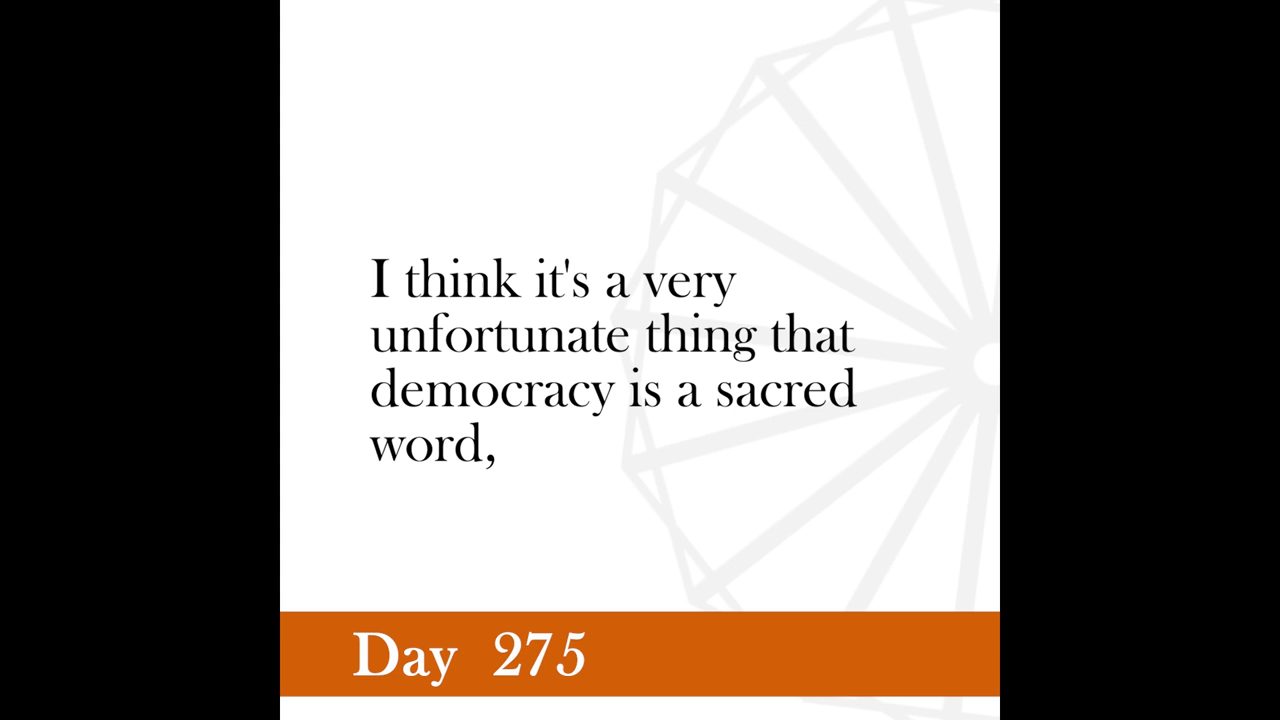 I think it's a very
unfortunate thing that
democracy is a sacred
word,
Day 275